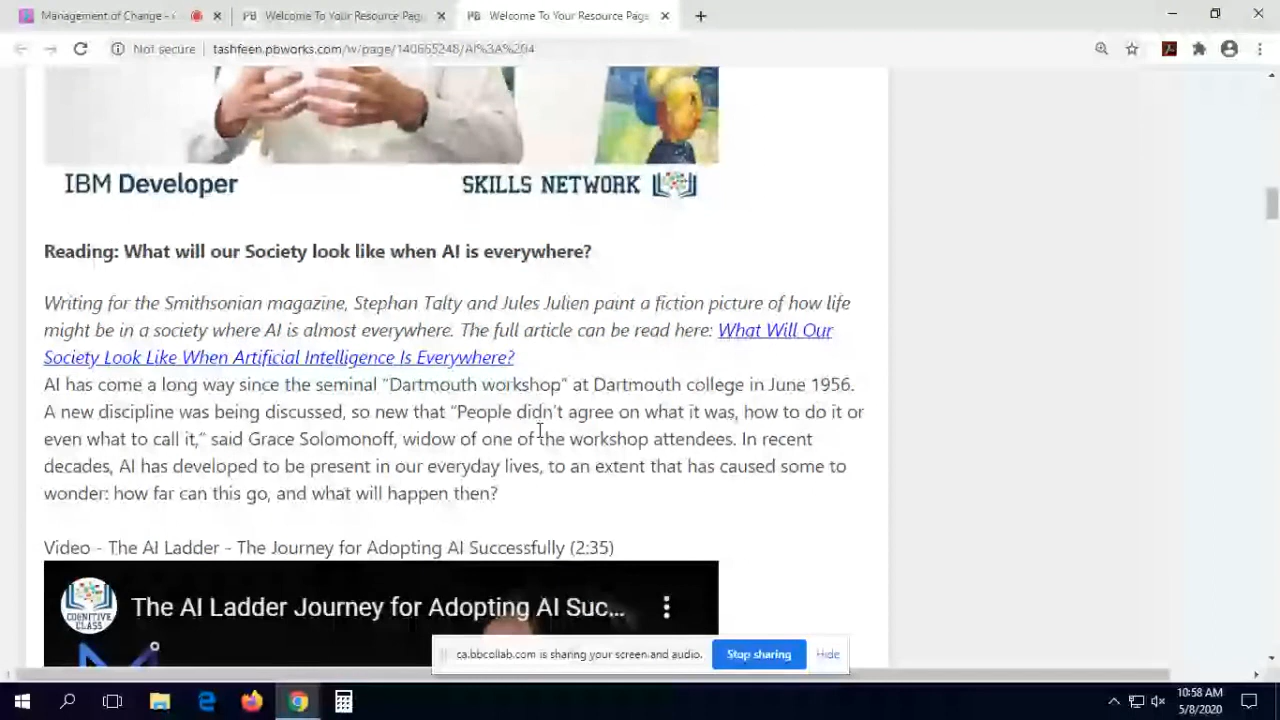 Management of Change -
Welcome To Your Resource Pag
Welcome To Your Resource Page
Not secure
tashfeen.pbworks.com/w/page/140665248/AI%3A%204
IBM Developer
SKILLS NETWORK
Reading: What will our Society look like when AI is everywhere?
Writing for the Smithsonian magazine, Stephan Talty and Jules Julien paint a fiction picture of how life
might be in a society where AI is almost everywhere. The full article can be read here: What Will Our
Society Look Like When Artificial Intelligence Is Everywhere?
AI has come a long way since the seminal “Dartmouth workshop” at Dartmouth college in June 1956.
A new discipline was being discussed, so new that “People didn’t agree on what it was, how to do it or
even what to call it,” said Grace Solomonoff, widow of one of the workshop attendees. In recent
decades, AI has developed to be present in our everyday lives, to an extent that has caused some to
wonder: how far can this go, and what will happen then?
Video - The AI Ladder - The Journey for Adopting AI Successfully (2:35)
COGNITIVE CLASS
The AI Ladder Journey for Adopting AI Suc...
ca.bbcollab.com is sharing your screen and audio.
Stop sharing
Hide
10:58 AM
5/8/2020